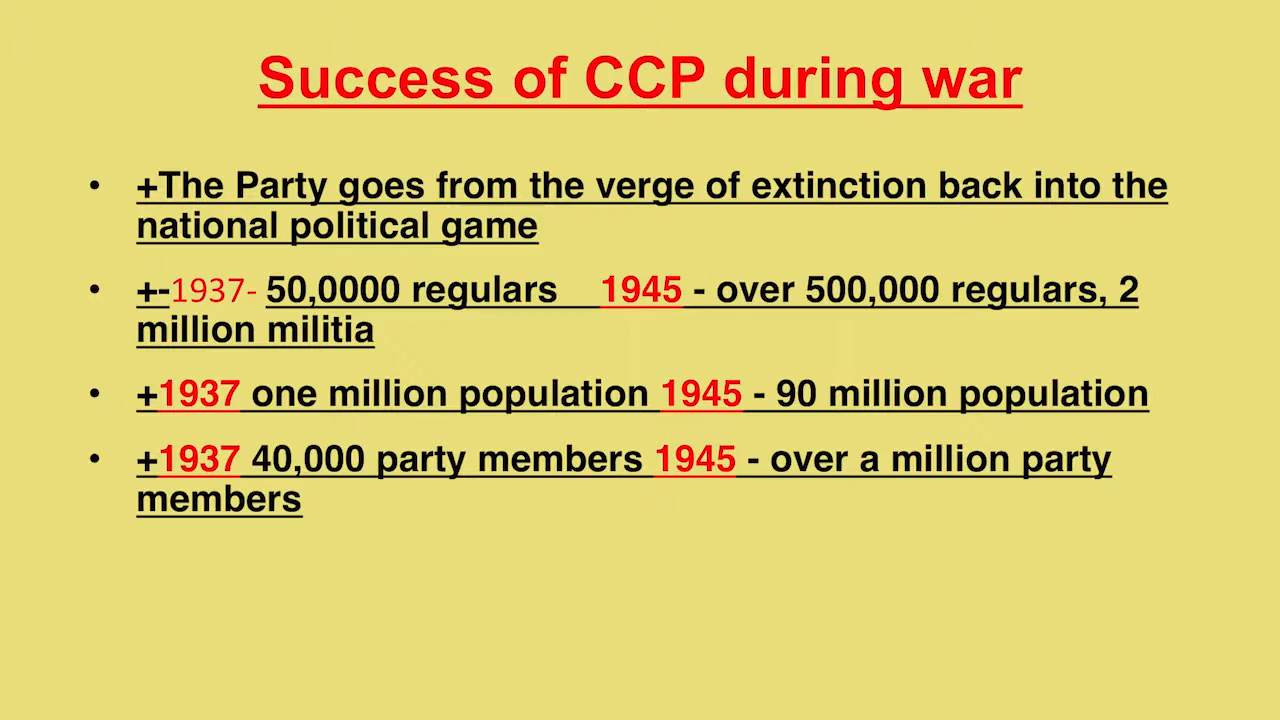 Success of CCP during war
• +The Party goes from the verge of extinction back into the
national political game
• +-1937- 50,0000 regulars 1945 - over 500,000 regulars, 2
million militia
• +1937 one million population 1945 - 90 million population
• +1937 40,000 party members 1945 - over a million party
members